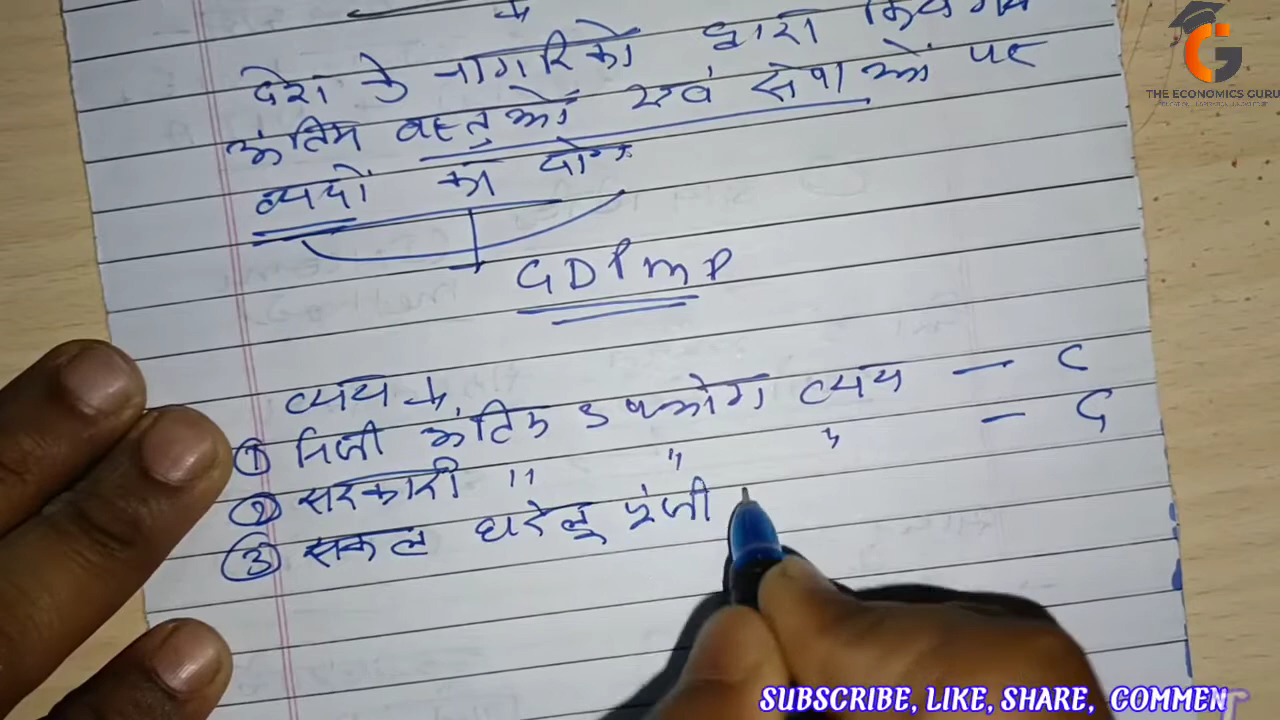 के
देश के नागरिको द्वारा किये गये
अंतिम वस्तुओं एवं सेवाओं पर
व्ययों का योग
GDPMP
व्यय के
① निजी अंतिम उपभोग व्यय — C
② सरकारी " " " — G
③ सकल घरेलू पूंजी
G
THE ECONOMICS GURU
SUBSCRIBE, LIKE, SHARE, COMMEN